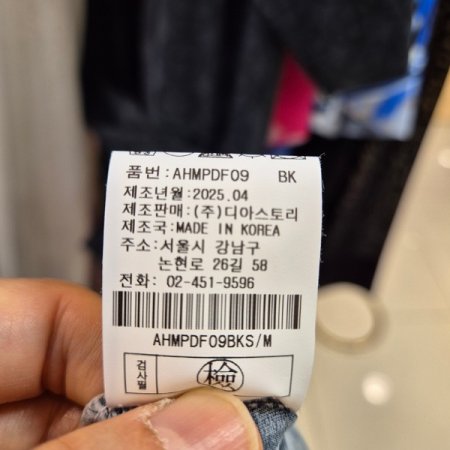 품번:AHMPDF09 BK
제조년월:2025.04
제조판매:(주)디아스토리
제조국:MADE IN KOREA
주소:서울시 강남구
논현로 26길 58
전화: 02-451-9596
AHMPDF09BKS/M
검사필 檢